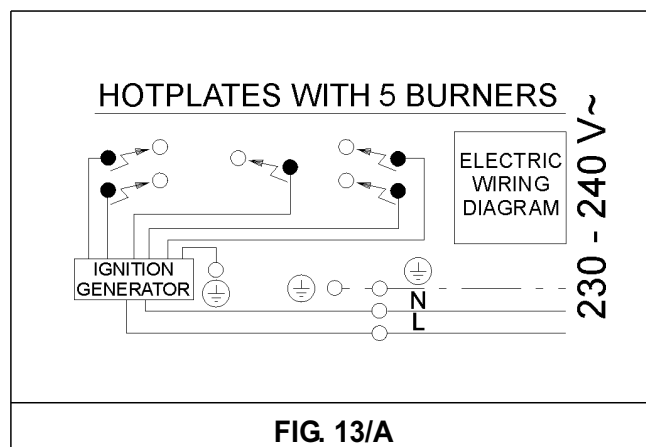 HOTPLATES WITH 5 BURNERS
ELECTRIC
WIRING
DIAGRAM
230 - 240 V~
IGNITION
GENERATOR
N
L
FIG. 13/A